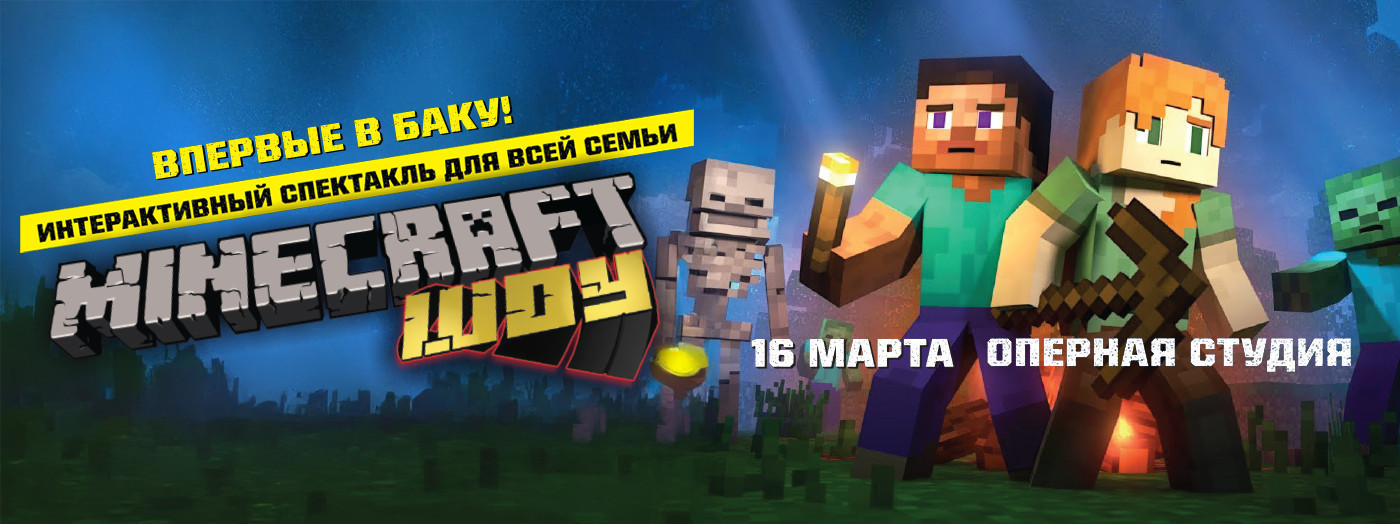 ВПЕРВЫЕ В БАКУ!
ИНТЕРАКТИВНЫЙ СПЕКТАКЛЬ ДЛЯ ВСЕЙ СЕМЬИ
MINECRAFT
ШОУ
16 МАРТА ОПЕРНАЯ СТУДИЯ